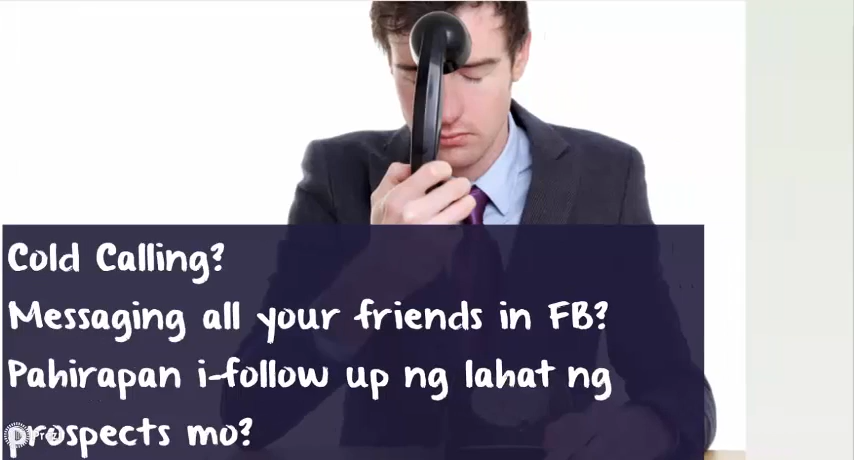 Cold Calling?
Messaging all your friends in FB?
Pahirapan i-follow up ng lahat ng
prospects mo?